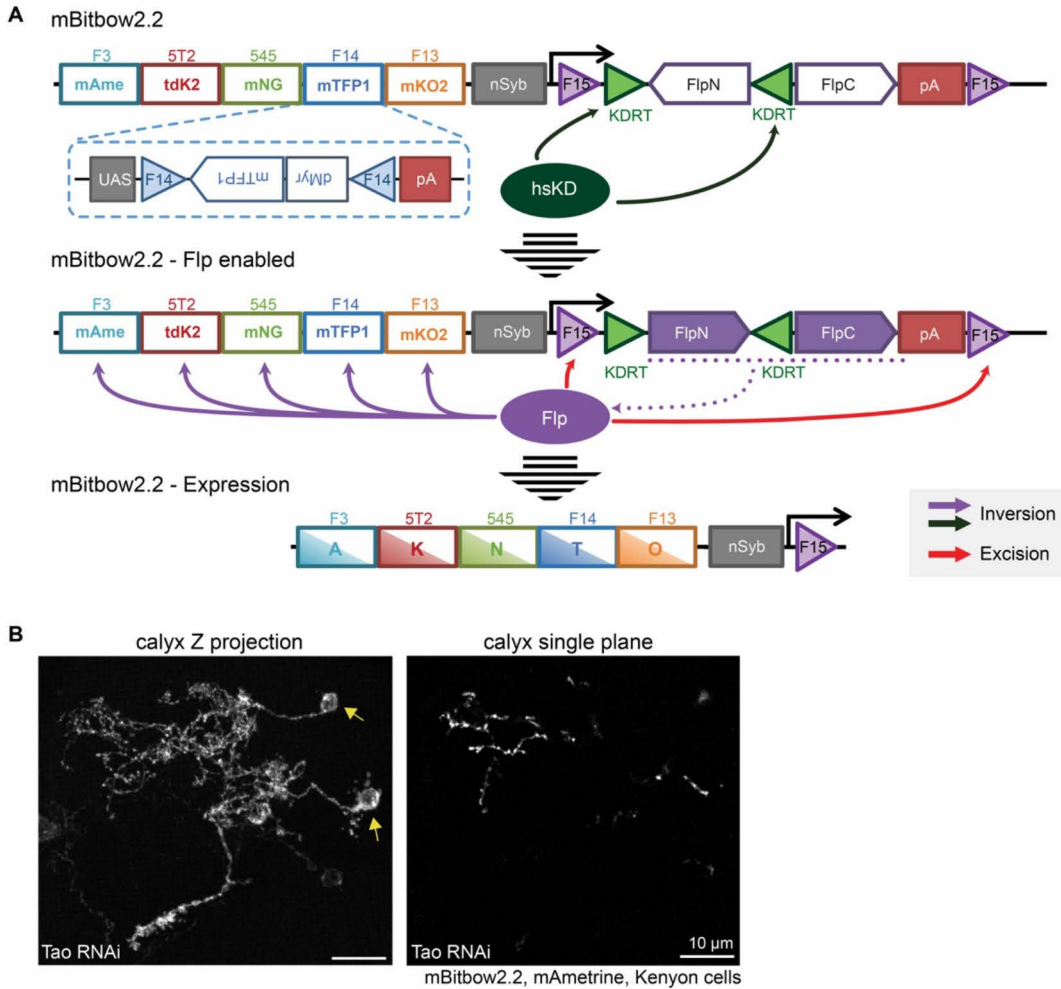 A
mBitbow2.2
F3 5T2 545 F14 F13
mAme tdK2 mNG mTFP1 mKO2 nSyb F15 FlpN FlpC pA F15
KDRT KDRT
UAS F14 mTFP1 dMyr F14 pA
hsKD
mBitbow2.2 - Flp enabled
F3 5T2 545 F14 F13
mAme tdK2 mNG mTFP1 mKO2 nSyb F15 FlpN FlpC pA F15
KDRT KDRT
Flp
mBitbow2.2 - Expression
F3 5T2 545 F14 F13
A K N T O nSyb F15
Inversion
Excision
B
calyx Z projection
calyx single plane
Tao RNAi
Tao RNAi
10 µm
mBitbow2.2, mAmetrine, Kenyon cells